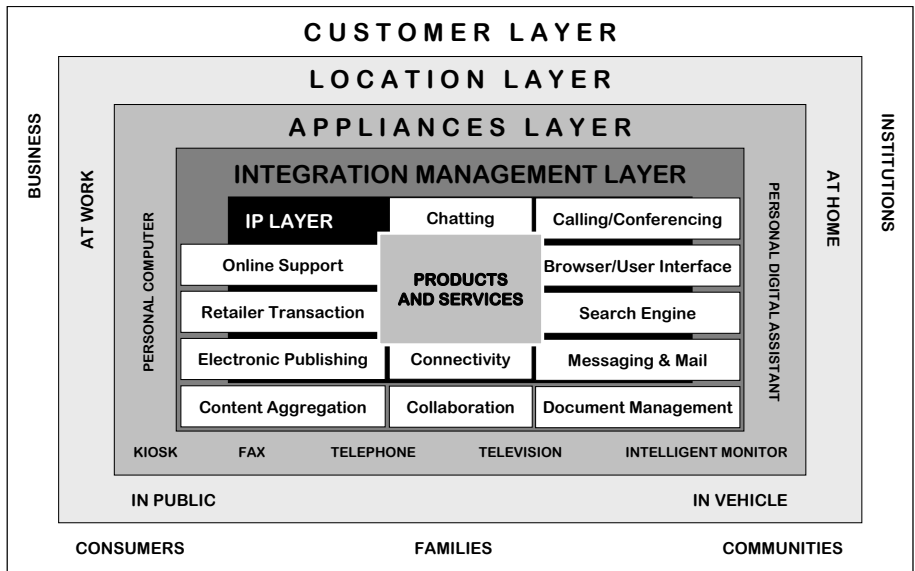 CUSTOMER LAYER
LOCATION LAYER
APPLIANCES LAYER
INTEGRATION MANAGEMENT LAYER
BUSINESS
AT WORK
PERSONAL COMPUTER
IP LAYER
Chatting
Calling/Conferencing
Online Support
PRODUCTS
AND SERVICES
Browser/User Interface
Retailer Transaction
Search Engine
Electronic Publishing
Connectivity
Messaging & Mail
Content Aggregation
Collaboration
Document Management
PERSONAL DIGITAL ASSISTANT
AT HOME
INSTITUTIONS
KIOSK
FAX
TELEPHONE
TELEVISION
INTELLIGENT MONITOR
IN PUBLIC
IN VEHICLE
CONSUMERS
FAMILIES
COMMUNITIES